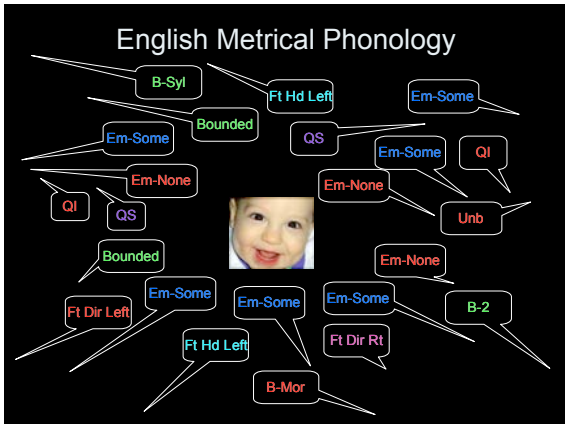 English Metrical Phonology
B-Syl
Ft Hd Left
Em-Some
Bounded
Em-Some
QS
Em-Some
QI
Em-None
Em-None
QI
QS
Unb
Bounded
Em-None
Em-Some
Em-Some
Em-Some
Ft Dir Left
B-2
Ft Hd Left
Ft Dir Rt
B-Mor